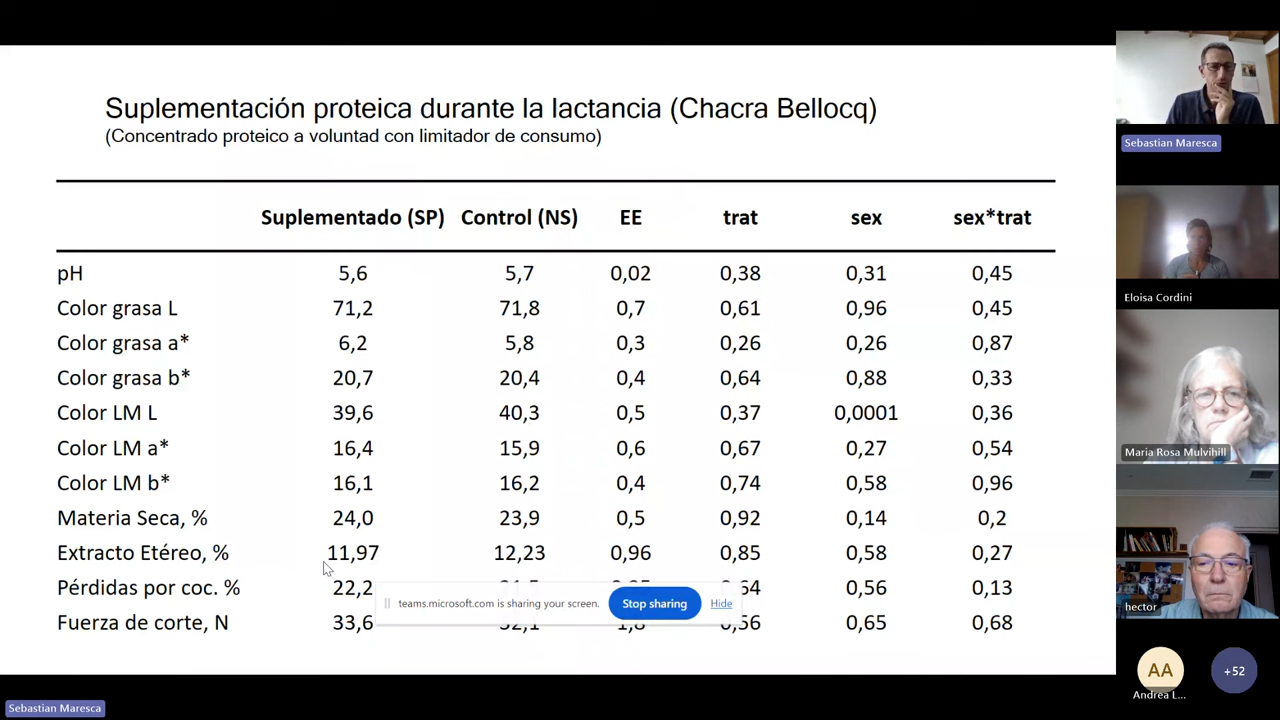 Suplementación proteica durante la lactancia (Chacra Bellocq)
(Concentrado proteico a voluntad con limitador de consumo)
Suplementado (SP) Control (NS) EE trat sex sex*trat
pH 5,6 5,7 0,02 0,38 0,31 0,45
Color grasa L 71,2 71,8 0,7 0,61 0,96 0,45
Color grasa a* 6,2 5,8 0,3 0,26 0,26 0,87
Color grasa b* 20,7 20,4 0,4 0,64 0,88 0,33
Color LM L 39,6 40,3 0,5 0,37 0,0001 0,36
Color LM a* 16,4 15,9 0,6 0,67 0,27 0,54
Color LM b* 16,1 16,2 0,4 0,74 0,58 0,96
Materia Seca, % 24,0 23,9 0,5 0,92 0,14 0,2
Extracto Etéreo, % 11,97 12,23 0,96 0,85 0,58 0,27
Pérdidas por coc. % 22,2 0,56 0,13
Fuerza de corte, N 33,6 0,65 0,68
teams.microsoft.com is sharing your screen. Stop sharing Hide
Sebastian Maresca
Eloisa Cordini
Maria Rosa Mulvihill
hector
AA +52
Andrea L...
Sebastian Maresca